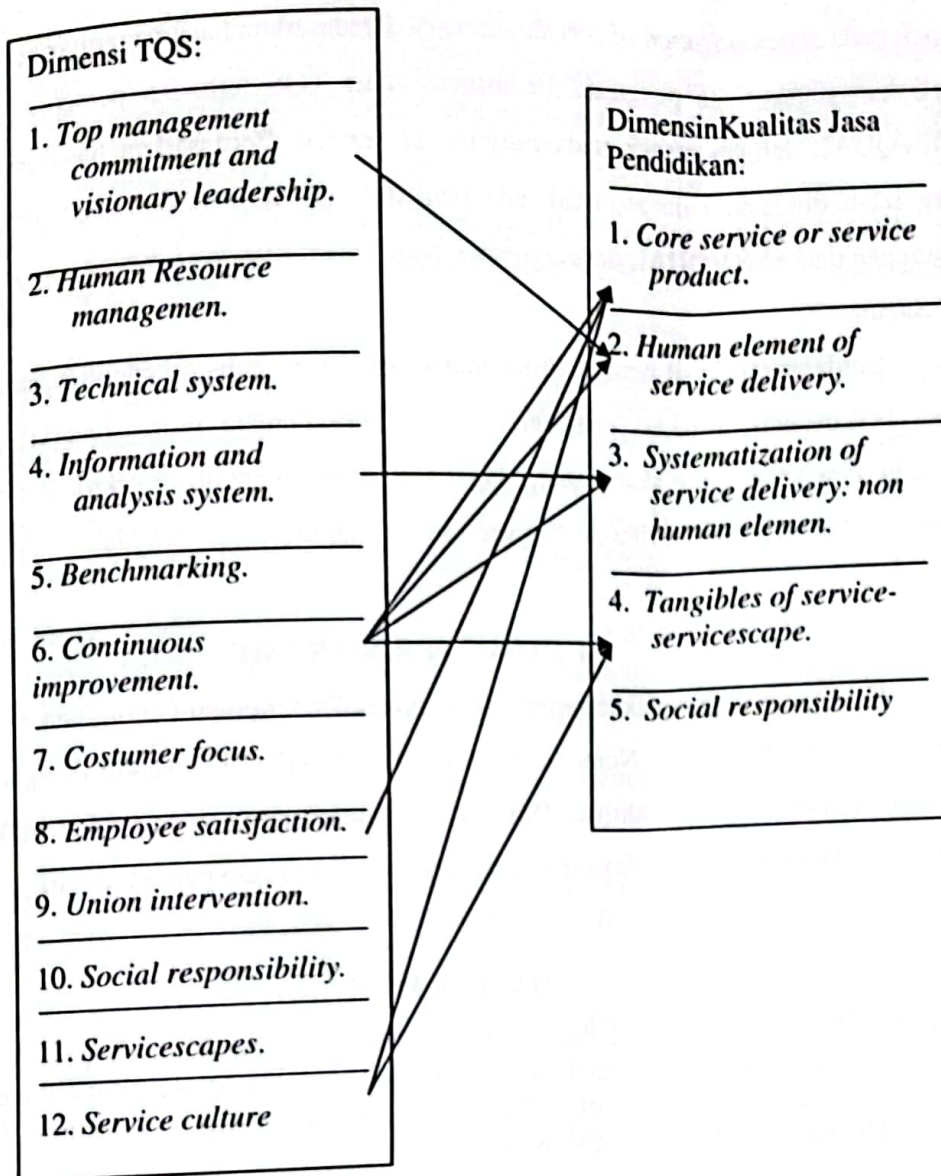 Dimensi TQS:
1. Top management
commitment and
visionary leadership.
2. Human Resource
managemen.
3. Technical system.
4. Information and
analysis system.
5. Benchmarking.
6. Continuous
improvement.
7. Costumer focus.
8. Employee satisfaction.
9. Union intervention.
10. Social responsibility.
11. Servicescapes.
12. Service culture
DimensinKualitas Jasa
Pendidikan:
1. Core service or service
product.
2. Human element of
service delivery.
3. Systematization of
service delivery: non
human elemen.
4. Tangibles of service-
servicescape.
5. Social responsibility